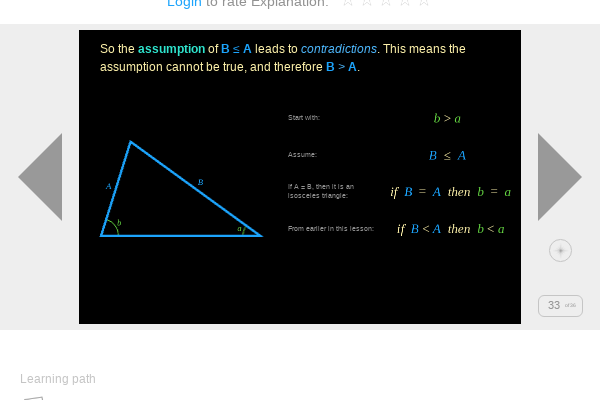 Login to rate Explanation:
So the assumption of B ≤ A leads to contradictions. This means the
assumption cannot be true, and therefore B > A.
Start with: b > a
Assume: B ≤ A
If A = B, then it is an
isosceles triangle: if B = A then b = a
From earlier in this lesson: if B < A then b < a
A
B
b
a
33 of 36
Learning path